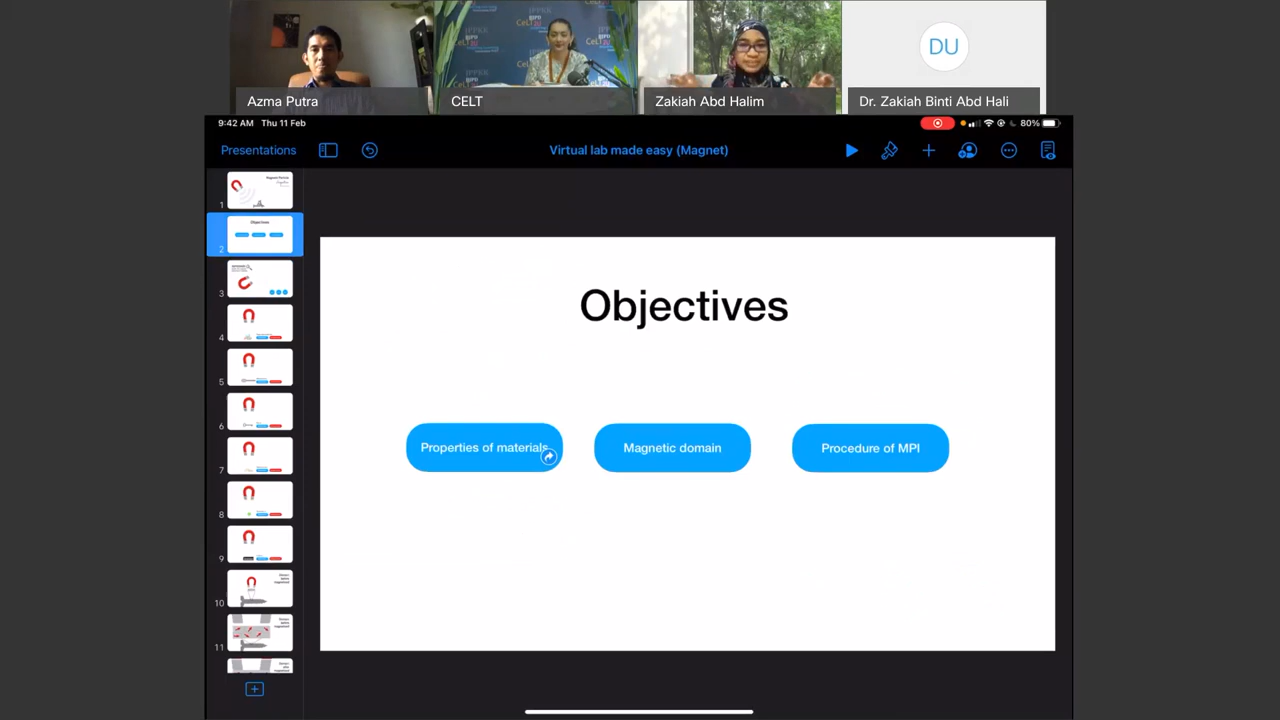 DU
Azma Putra
CELT
Zakiah Abd Halim
Dr. Zakiah Binti Abd Hali
9:42 AM Thu 11 Feb
80%
Presentations
Virtual lab made easy (Magnet)
1
2
3
4
5
6
7
8
9
10
11
Objectives
Objectives
Properties of materials
Magnetic domain
Procedure of MPI